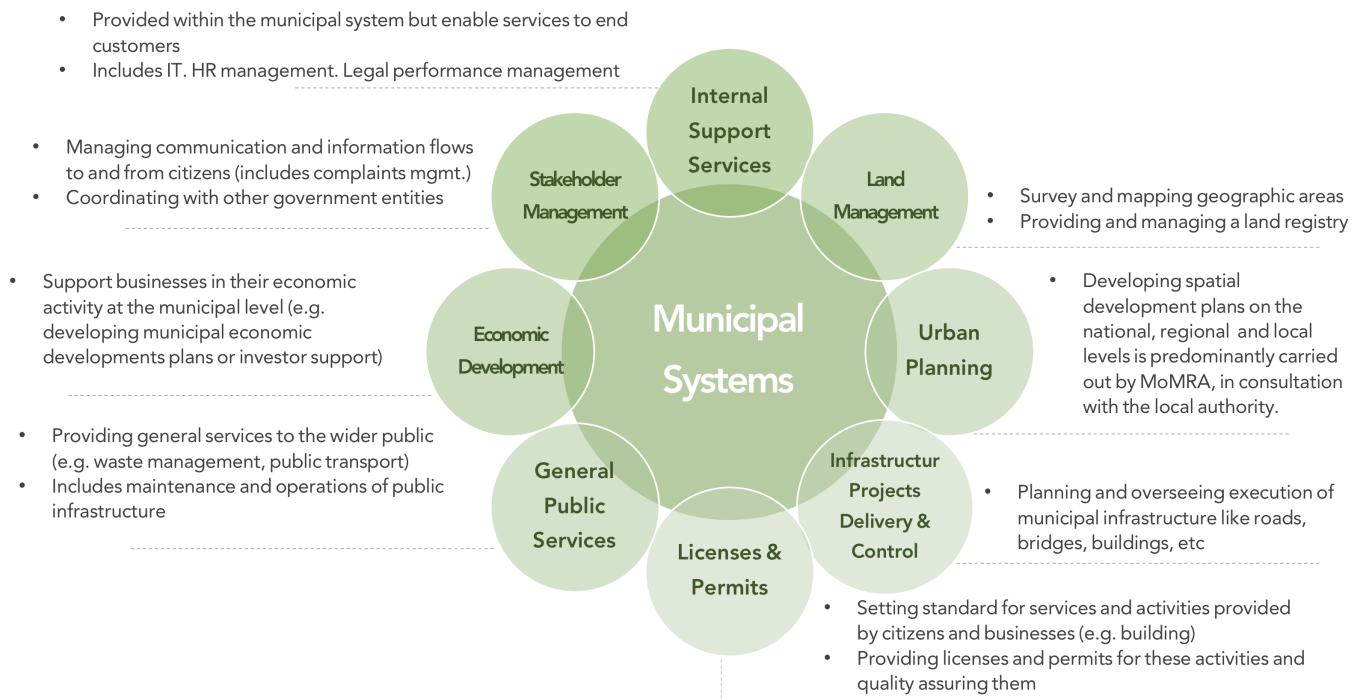 • Provided within the municipal system but enable services to end
customers
• Includes IT. HR management. Legal performance management
Internal
Support
Services
• Managing communication and information flows
to and from citizens (includes complaints mgmt.)
• Coordinating with other government entities
Stakeholder
Management
Land
Management
• Survey and mapping geographic areas
• Providing and managing a land registry
• Support businesses in their economic
activity at the municipal level (e.g.
developing municipal economic
developments plans or investor support)
Economic
Development
Municipal
Systems
Urban
Planning
• Developing spatial
development plans on the
national, regional and local
levels is predominantly carried
out by MoMRA, in consultation
with the local authority.
• Providing general services to the wider public
(e.g. waste management, public transport)
• Includes maintenance and operations of public
infrastructure
General
Public
Services
Licenses &
Permits
Infrastructur
Projects
Delivery &
Control
• Planning and overseeing execution of
municipal infrastructure like roads,
bridges, buildings, etc
• Setting standard for services and activities provided
by citizens and businesses (e.g. building)
• Providing licenses and permits for these activities and
quality assuring them